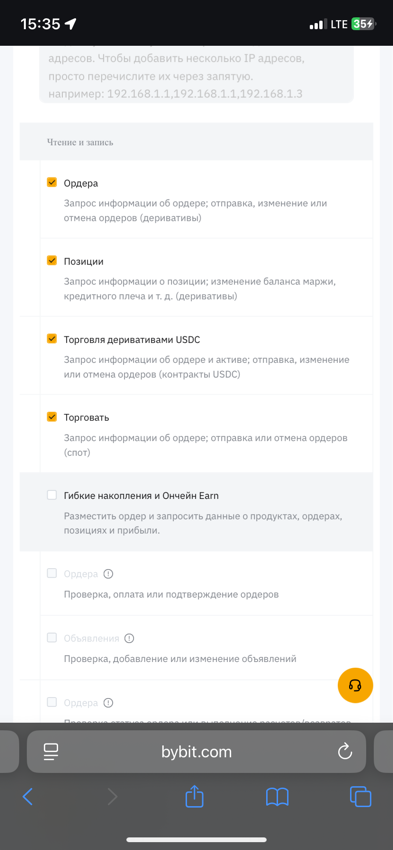 15:35
LTE
35
адресов. Чтобы добавить несколько IP адресов,
просто перечислите их через запятую.
например: 192.168.1.1,192.168.1.1,192.168.1.3
Чтение и запись
Ордера
Запрос информации об ордере; отправка, изменение или
отмена ордеров (деривативы)
Позиции
Запрос информации о позиции; изменение баланса маржи,
кредитного плеча и т. д. (деривативы)
Торговля деривативами USDC
Запрос информации об ордере и активе; отправка, изменение
или отмена ордеров (контракты USDC)
Торговать
Запрос информации об ордере; отправка или отмена ордеров
(спот)
Гибкие накопления и Ончейн Earn
Разместить ордер и запросить данные о продуктах, ордерах,
позициях и прибыли.
Ордера
Проверка, оплата или подтверждение ордеров
Объявления
Проверка, добавление или изменение объявлений
Ордера
bybit.com